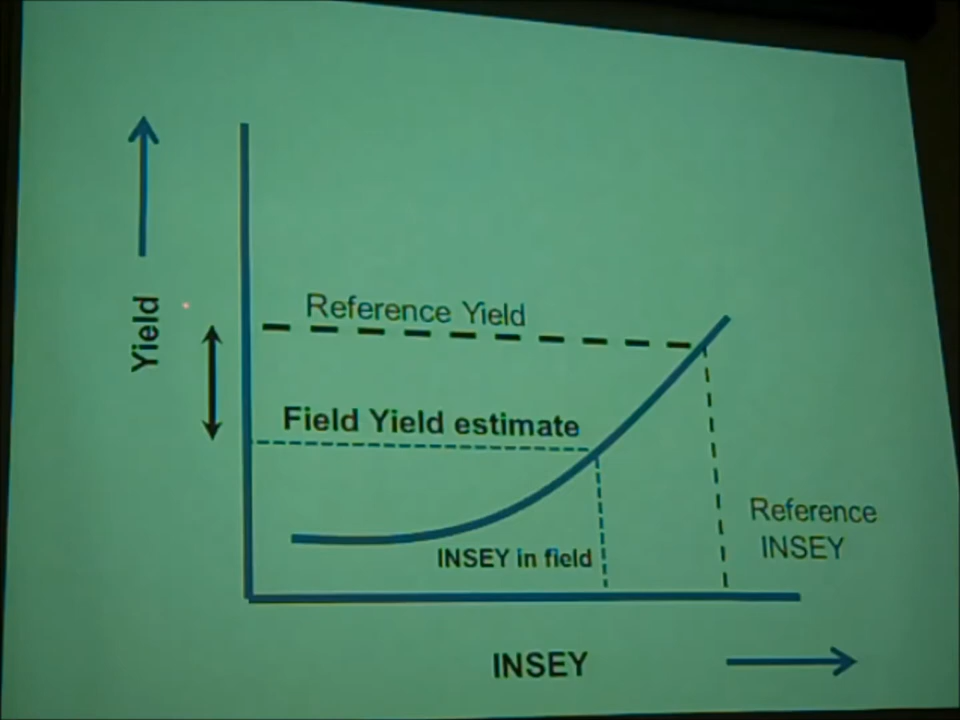 Yield
Reference Yield
Field Yield estimate
INSEY in field
Reference
INSEY
INSEY